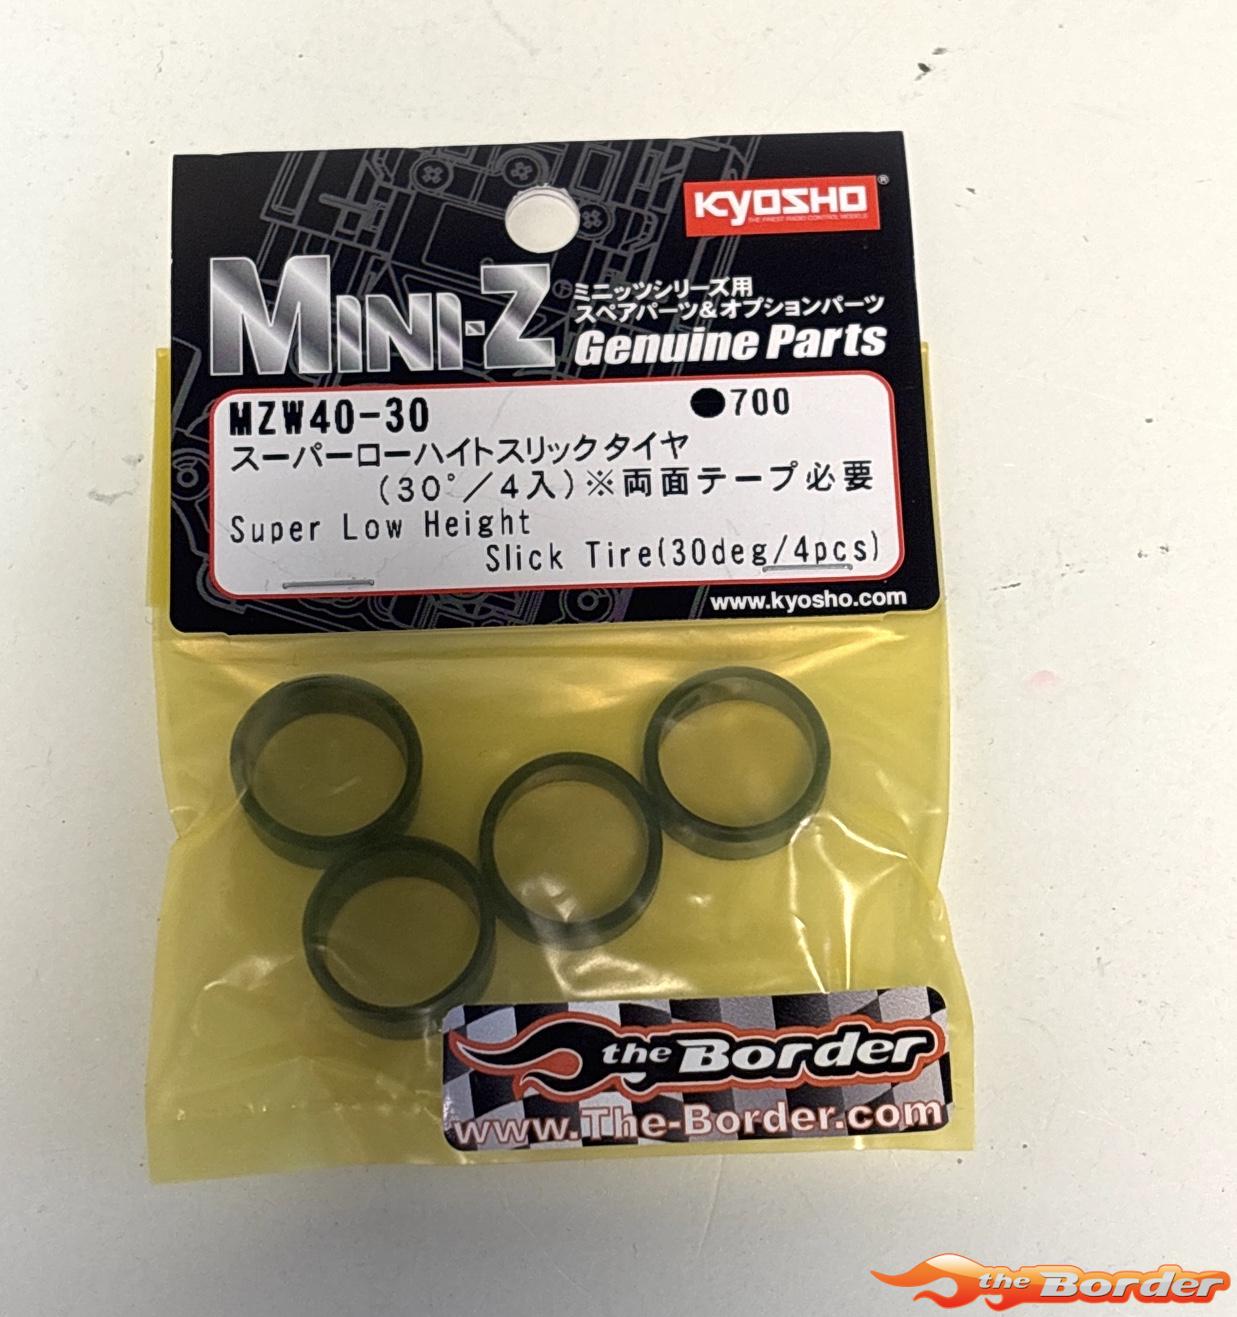 KYOSHO®
THE FINEST RADIO CONTROL MODELS
MINI-Z
ミニッツシリーズ用
スペアパーツ&オプションパーツ
Genuine Parts
MZW40-30 ●700
スーパーローハイトスリックタイヤ
(30°/4入)※両面テープ必要
Super Low Height
Slick Tire(30deg/4pcs)
www.kyosho.com
the Border
www.The-Border.com
the Border